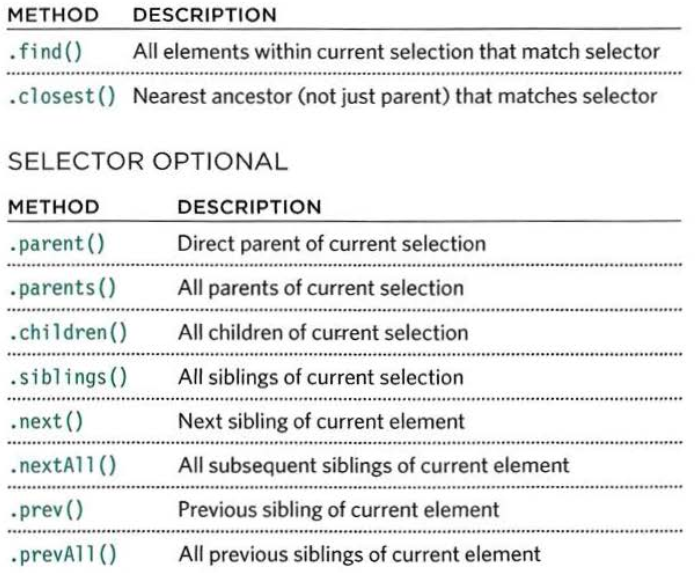 METHOD DESCRIPTION
.find() All elements within current selection that match selector
.closest() Nearest ancestor (not just parent) that matches selector
SELECTOR OPTIONAL
METHOD DESCRIPTION
.parent() Direct parent of current selection
.parents() All parents of current selection
.children() All children of current selection
.siblings() All siblings of current selection
.next() Next sibling of current element
.nextAll() All subsequent siblings of current element
.prev() Previous sibling of current element
.prevAll() All previous siblings of current element